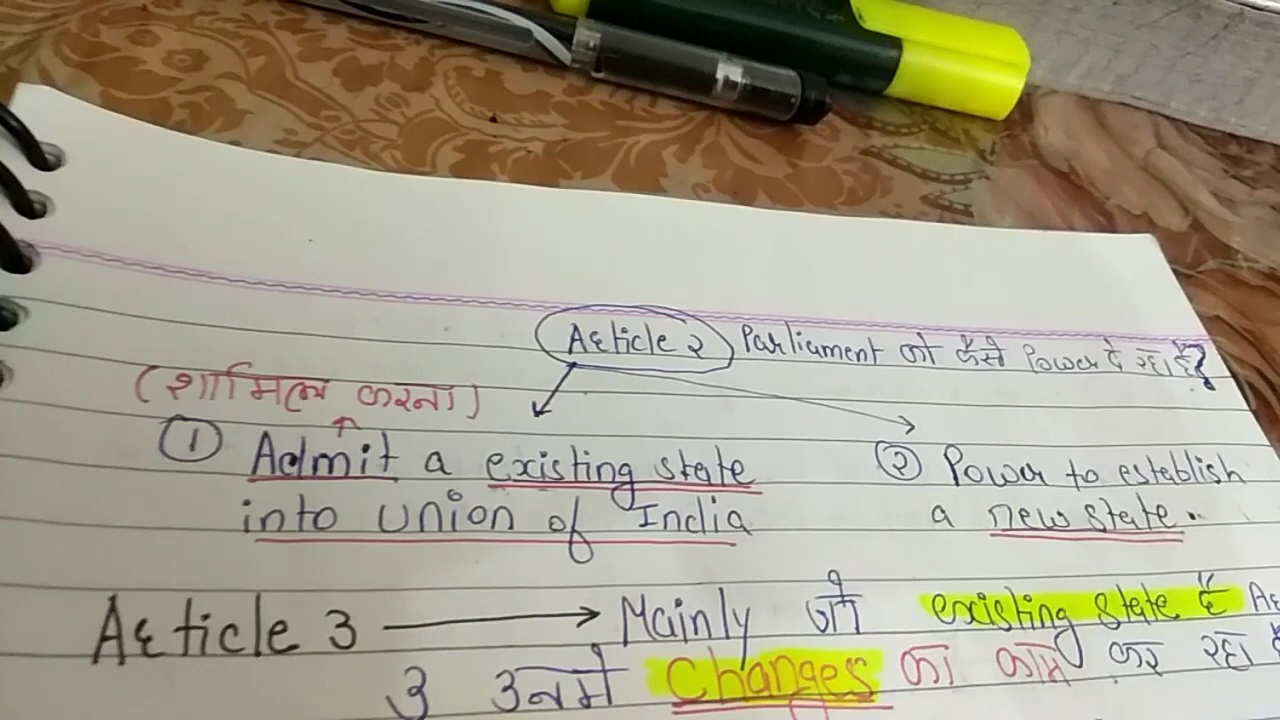 Article 2 Parliament को कैसे Power दे रहा है?
(शामिल करना)
① Admit a existing state
into union of India
② Power to establish
a new state..
Article 3 → Mainly जो existing state है
3 उनमें Changes का काम कर रहा